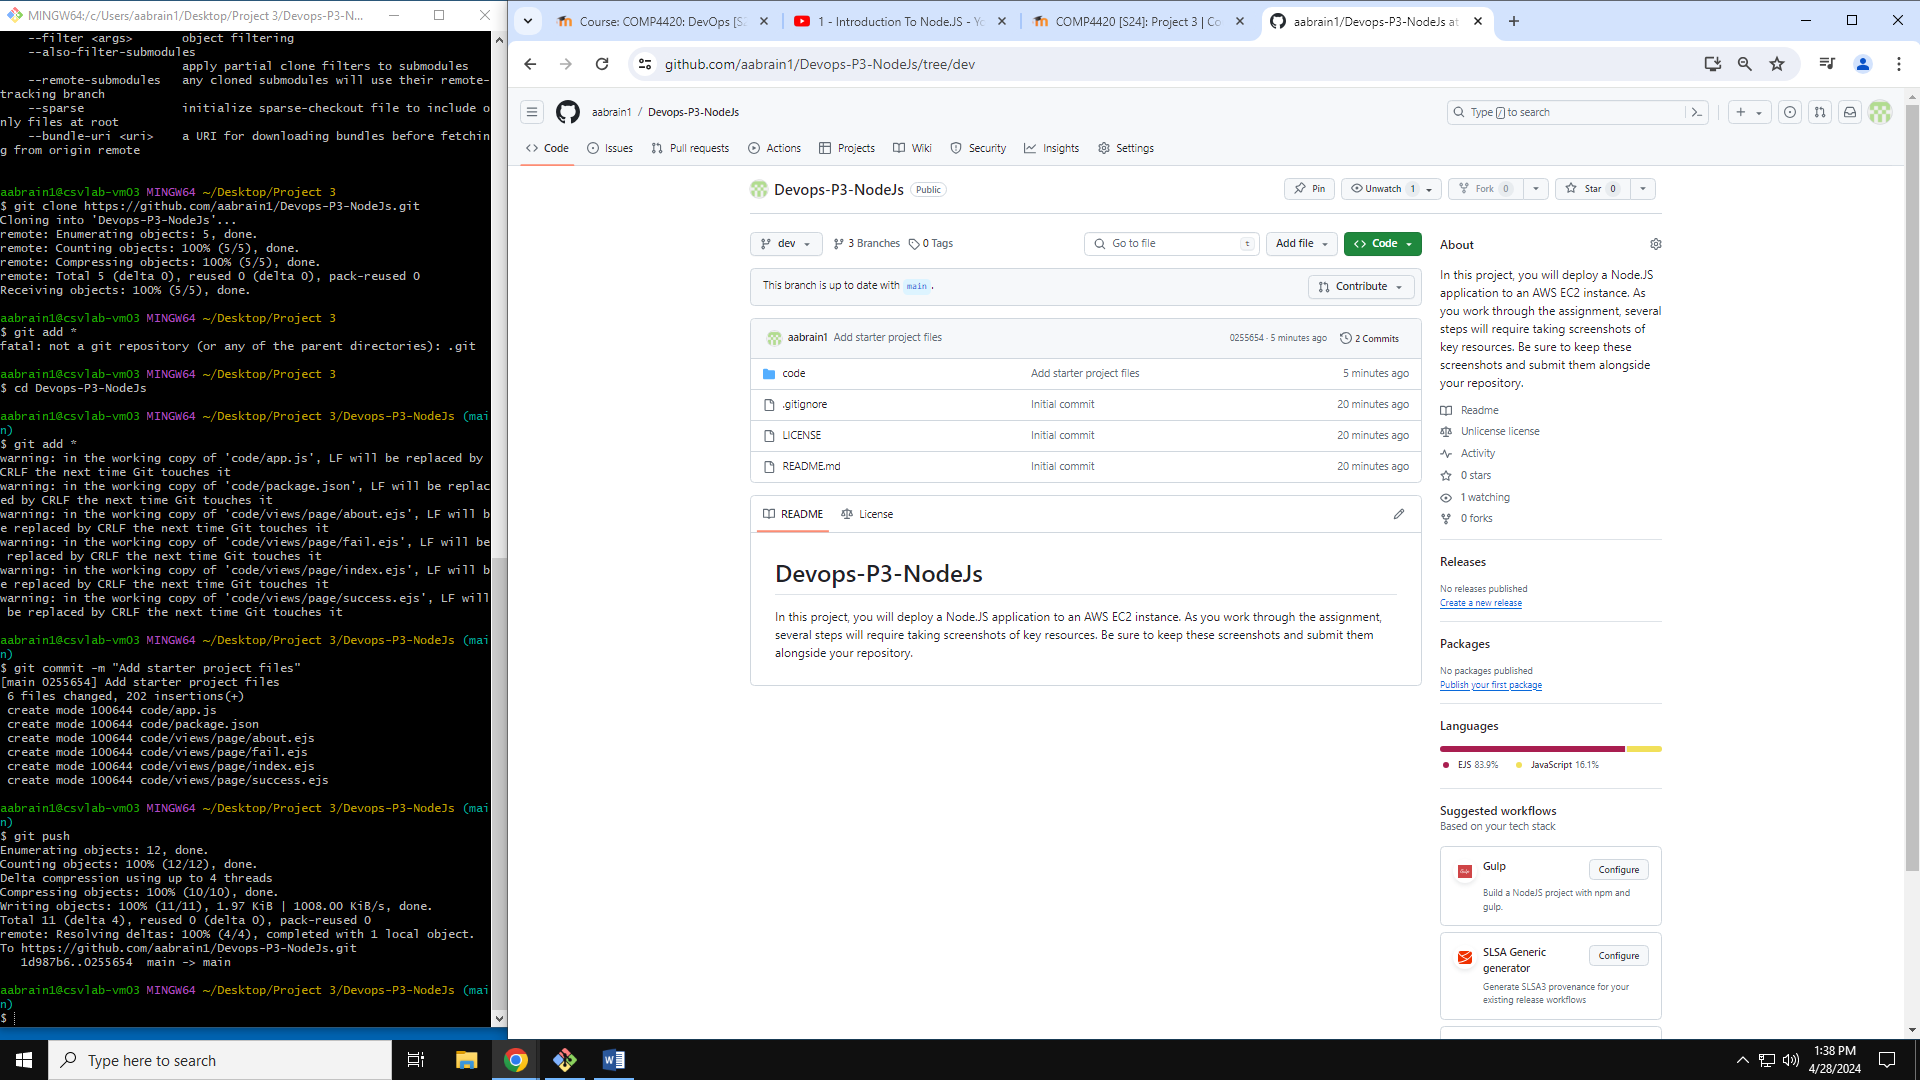 MINGW64:/c/Users/aabrain1/Desktop/Project 3/Devops-P3-N...
--filter <args>       object filtering
--also-filter-submodules
apply partial clone filters to submodules
--remote-submodules   any cloned submodules will use their remote-
tracking branch
--sparse              initialize sparse-checkout file to include o
nly files at root
--bundle-uri <uri>    a URI for downloading bundles before fetchin
g from origin remote
aabrain1@csvlab-vm03 MINGW64 ~/Desktop/Project 3
$ git clone https://github.com/aabrain1/Devops-P3-NodeJs.git
Cloning into 'Devops-P3-NodeJs'...
remote: Enumerating objects: 5, done.
remote: Counting objects: 100% (5/5), done.
remote: Compressing objects: 100% (5/5), done.
remote: Total 5 (delta 0), reused 0 (delta 0), pack-reused 0
Receiving objects: 100% (5/5), done.
aabrain1@csvlab-vm03 MINGW64 ~/Desktop/Project 3
$ git add *
fatal: not a git repository (or any of the parent directories): .git
aabrain1@csvlab-vm03 MINGW64 ~/Desktop/Project 3
$ cd Devops-P3-NodeJs
aabrain1@csvlab-vm03 MINGW64 ~/Desktop/Project 3/Devops-P3-NodeJs (mai
n)
$ git add *
warning: in the working copy of 'code/app.js', LF will be replaced by
CRLF the next time Git touches it
warning: in the working copy of 'code/package.json', LF will be replac
ed by CRLF the next time Git touches it
warning: in the working copy of 'code/views/page/about.ejs', LF will b
e replaced by CRLF the next time Git touches it
warning: in the working copy of 'code/views/page/fail.ejs', LF will be
replaced by CRLF the next time Git touches it
warning: in the working copy of 'code/views/page/index.ejs', LF will b
e replaced by CRLF the next time Git touches it
warning: in the working copy of 'code/views/page/success.ejs', LF will
be replaced by CRLF the next time Git touches it
aabrain1@csvlab-vm03 MINGW64 ~/Desktop/Project 3/Devops-P3-NodeJs (mai
n)
$ git commit -m "Add starter project files"
[main 0255654] Add starter project files
6 files changed, 202 insertions(+)
create mode 100644 code/app.js
create mode 100644 code/package.json
create mode 100644 code/views/page/about.ejs
create mode 100644 code/views/page/fail.ejs
create mode 100644 code/views/page/index.ejs
create mode 100644 code/views/page/success.ejs
aabrain1@csvlab-vm03 MINGW64 ~/Desktop/Project 3/Devops-P3-NodeJs (mai
n)
$ git push
Enumerating objects: 12, done.
Counting objects: 100% (12/12), done.
Delta compression using up to 4 threads
Compressing objects: 100% (10/10), done.
Writing objects: 100% (11/11), 1.97 KiB | 1008.00 KiB/s, done.
Total 11 (delta 4), reused 0 (delta 0), pack-reused 0
remote: Resolving deltas: 100% (4/4), completed with 1 local object.
To https://github.com/aabrain1/Devops-P3-NodeJs.git
1d987b6..0255654  main -> main
aabrain1@csvlab-vm03 MINGW64 ~/Desktop/Project 3/Devops-P3-NodeJs (mai
n)
$
Course: COMP4420: DevOps [S2
1 - Introduction To Node.JS - Yo
COMP4420 [S24]: Project 3 | Co
aabrain1/Devops-P3-NodeJs at
github.com/aabrain1/Devops-P3-NodeJs/tree/dev
aabrain1 / Devops-P3-NodeJs
Type / to search
Code Issues Pull requests Actions Projects Wiki Security Insights Settings
Devops-P3-NodeJs Public
Pin Unwatch 1 Fork 0 Star 0
dev 3 Branches 0 Tags
Go to file t
Add file
<> Code
This branch is up to date with main .
Contribute
aabrain1 Add starter project files 0255654 · 5 minutes ago 2 Commits
code Add starter project files 5 minutes ago
.gitignore Initial commit 20 minutes ago
LICENSE Initial commit 20 minutes ago
README.md Initial commit 20 minutes ago
README License
Devops-P3-NodeJs
In this project, you will deploy a Node.JS application to an AWS EC2 instance. As you work through the assignment,
several steps will require taking screenshots of key resources. Be sure to keep these screenshots and submit them
alongside your repository.
About
In this project, you will deploy a Node.JS
application to an AWS EC2 instance. As
you work through the assignment, several
steps will require taking screenshots of
key resources. Be sure to keep these
screenshots and submit them alongside
your repository.
Readme
Unlicense license
Activity
0 stars
1 watching
0 forks
Releases
No releases published
Create a new release
Packages
No packages published
Publish your first package
Languages
EJS 83.9% JavaScript 16.1%
Suggested workflows
Based on your tech stack
Gulp
Configure
Build a NodeJS project with npm and
gulp.
SLSA Generic
generator
Configure
Generate SLSA3 provenance for your
existing release workflows
Type here to search
1:38 PM
4/28/2024